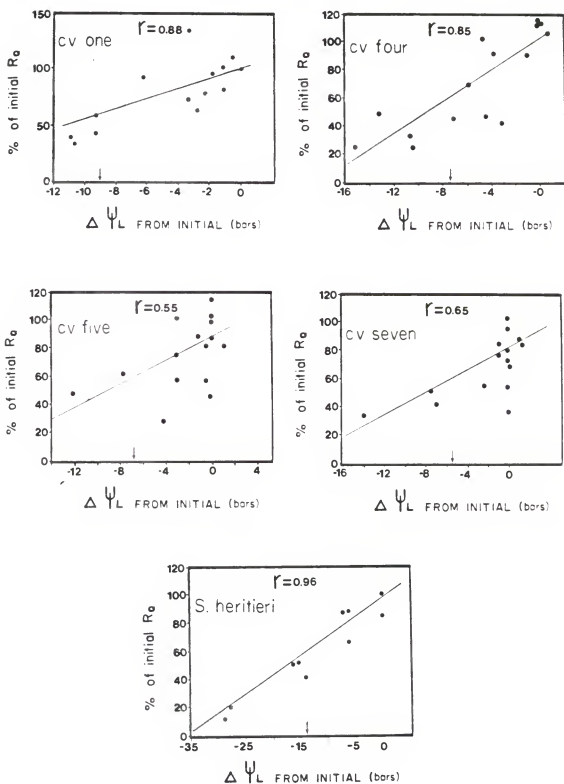 cv one
r=0.88
% of initial Rₐ
150
100
50
0
-12 -10 -8 -6 -4 -2 0
Δ ΨL FROM INITIAL (bars)
cv four
r=0.85
% of initial Rₐ
120
100
80
60
40
20
0
-16 -12 -8 -4 -0
Δ ΨL FROM INITIAL (bars)
cv five
r=0.55
% of initial Rₐ
120
100
80
60
40
20
0
-12 -8 -4 0 4
Δ ΨL FROM INITIAL (bars)
cv seven
r=0.65
% of initial Rₐ
120
100
80
60
40
20
0
-16 -12 -8 -4 0 4
Δ ΨL FROM INITIAL (bars)
S. heritieri
r=0.96
% of initial Rₐ
120
100
80
60
40
20
0
-35 -25 -15 -5 0
Δ ΨL FROM INITIAL (bars)